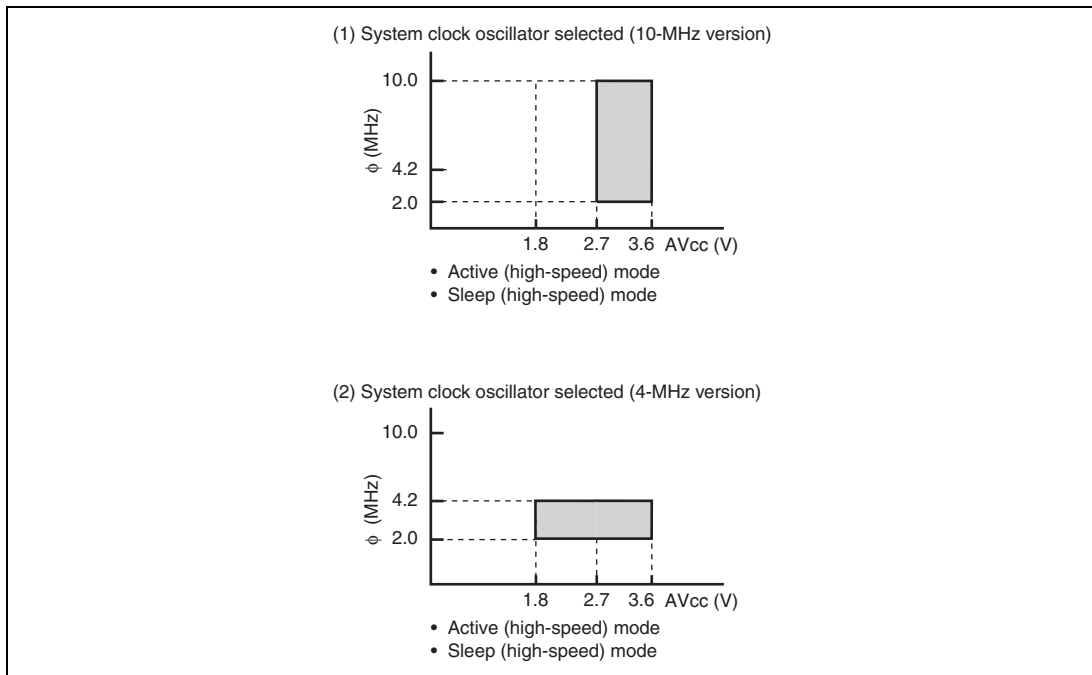 (1) System clock oscillator selected (10-MHz version)
10.0
4.2
2.0
φ (MHz)
1.8 2.7 3.6 AVcc (V)
• Active (high-speed) mode
• Sleep (high-speed) mode
(2) System clock oscillator selected (4-MHz version)
10.0
4.2
2.0
φ (MHz)
1.8 2.7 3.6 AVcc (V)
• Active (high-speed) mode
• Sleep (high-speed) mode